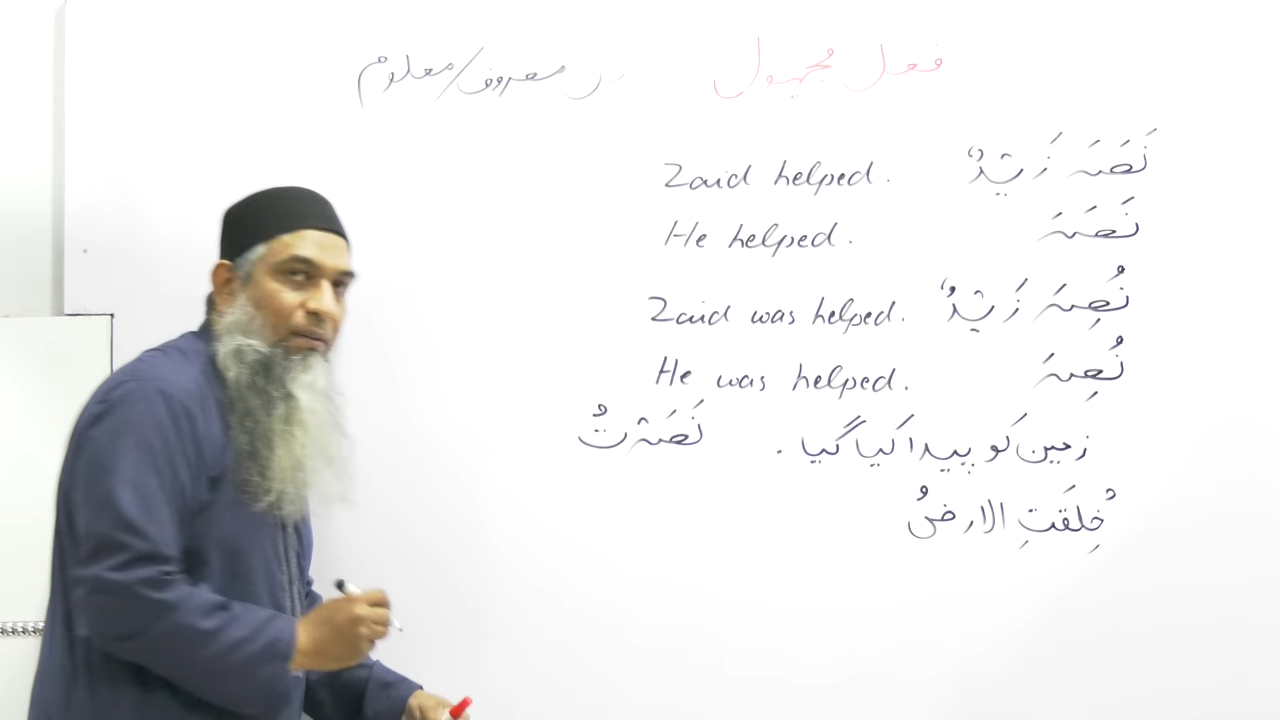 فعل مجهول معروف/معلوم
نَصَرَ زَيْدٌ Zaid helped.
نَصَرَ He helped.
نُصِرَ زَيْدٌ Zaid was helped.
نُصِرَ He was helped.
زمین کو پیدا کیا گیا . نَصَرْتُ
خُلِقَتِ الارضُ